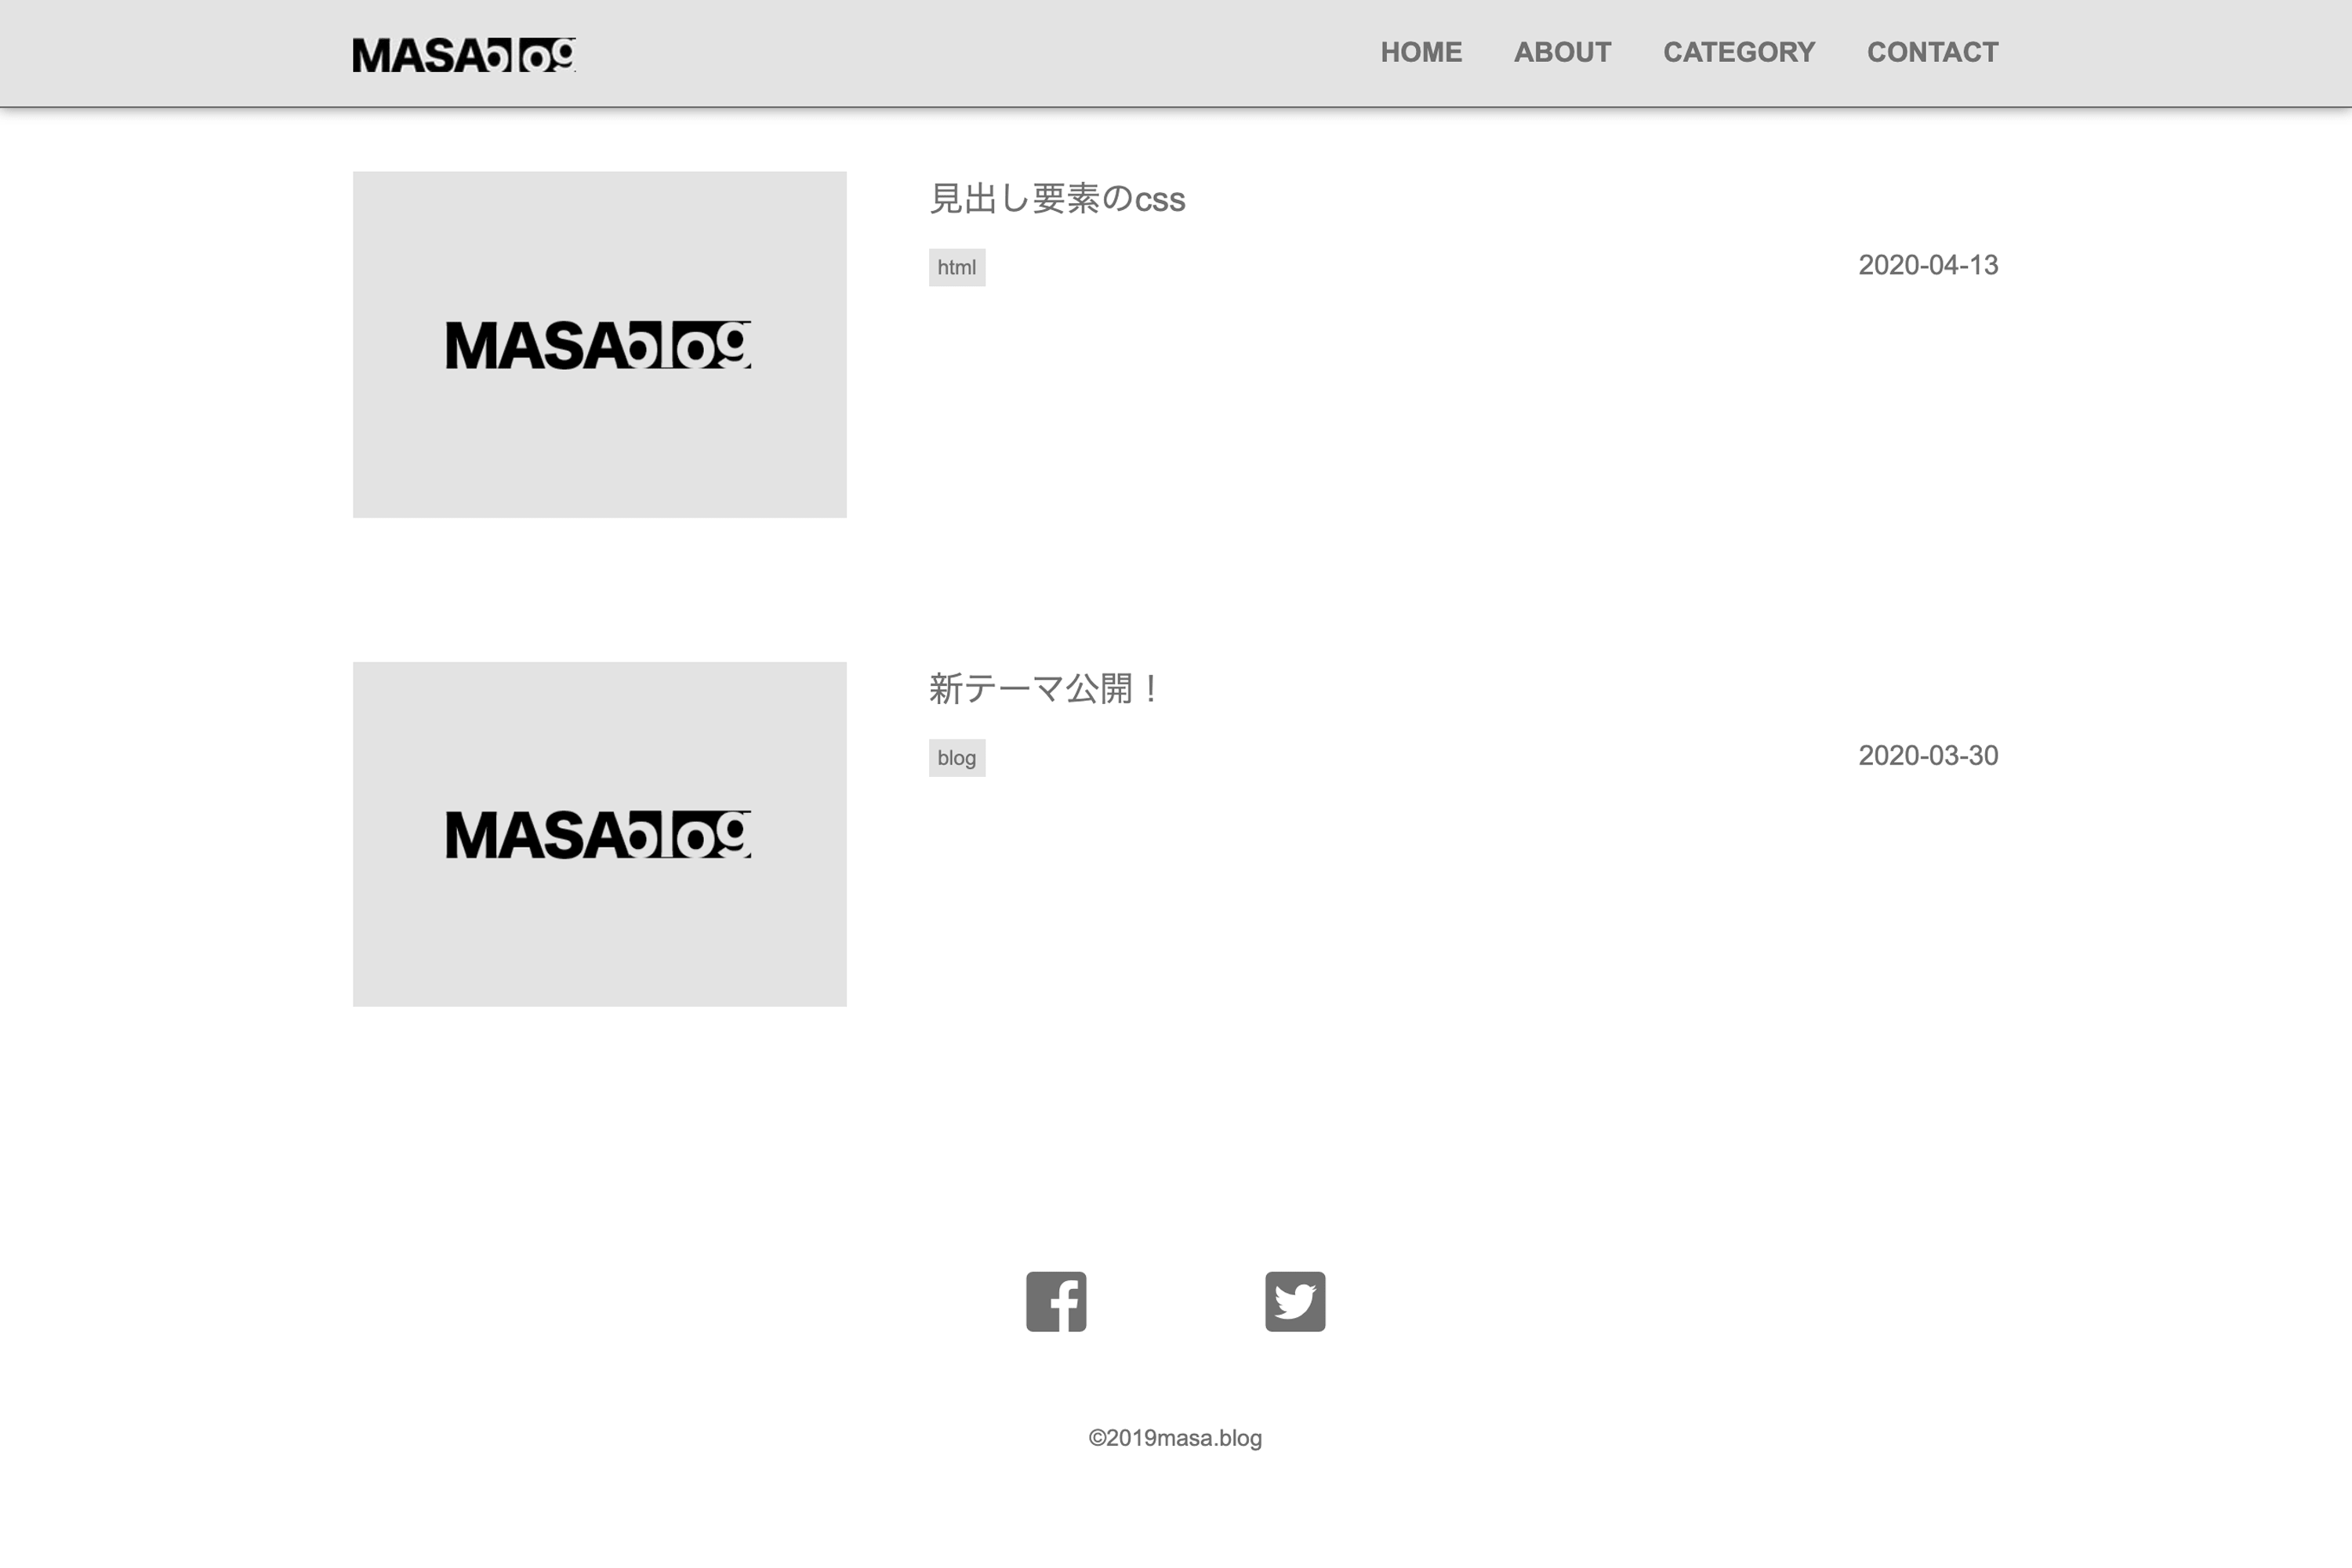 MASAblog
HOME ABOUT CATEGORY CONTACT
MASAblog
見出し要素のcss
html
2020-04-13
MASAblog
新テーマ公開！
blog
2020-03-30
©2019masa.blog